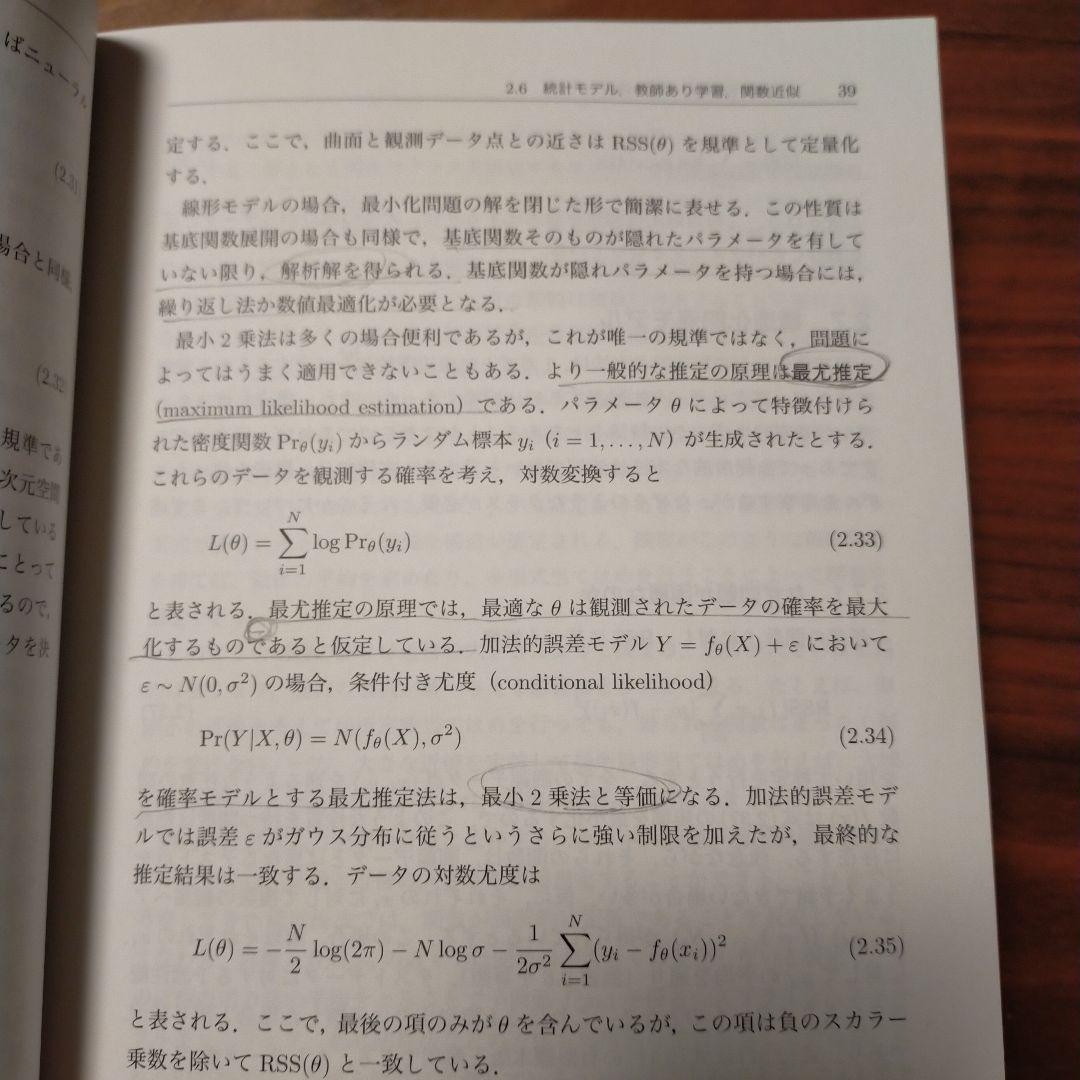 ばニューラル
(2.31)
場合と同様
(2.32)
規準であ
次元空間
している
ことって
るので,
タを決
2.6 統計モデル,教師あり学習,関数近似 39
定する.ここで,曲面と観測データ点との近さは RSS(θ) を規準として定量化
する.
線形モデルの場合,最小化問題の解を閉じた形で簡潔に表せる.この性質は
基底関数展開の場合も同様で,基底関数そのものが隠れたパラメータを有して
いない限り,解析解を得られる.基底関数が隠れパラメータを持つ場合には,
繰り返し法か数値最適化が必要となる.
最小 2 乗法は多くの場合便利であるが,これが唯一の規準ではなく,問題に
よってはうまく適用できないこともある.より一般的な推定の原理は最尤推定
(maximum likelihood estimation) である.パラメータ θ によって特徴付けら
れた密度関数 Prθ(yi) からランダム標本 yi (i = 1, . . . , N) が生成されたとする.
これらのデータを観測する確率を考え,対数変換すると
L(θ) = ∑_{i=1}^{N} log Prθ(yi) (2.33)
と表される.最尤推定の原理では,最適な θ は観測されたデータの確率を最大
化するものであると仮定している.加法的誤差モデル Y = fθ(X) + ε において
ε ∼ N(0, σ²) の場合,条件付き尤度 (conditional likelihood)
Pr(Y|X, θ) = N(fθ(X), σ²) (2.34)
を確率モデルとする最尤推定法は,最小 2 乗法と等価になる.加法的誤差モデ
ルでは誤差 ε がガウス分布に従うというさらに強い制限を加えたが,最終的な
推定結果は一致する.データの対数尤度は
L(θ) = −N/2 log(2π) − N log σ − 1/2σ² ∑_{i=1}^{N} (yi − fθ(xi))² (2.35)
と表される.ここで,最後の項のみが θ を含んでいるが,この項は負のスカラー
乗数を除いて RSS(θ) と一致している.